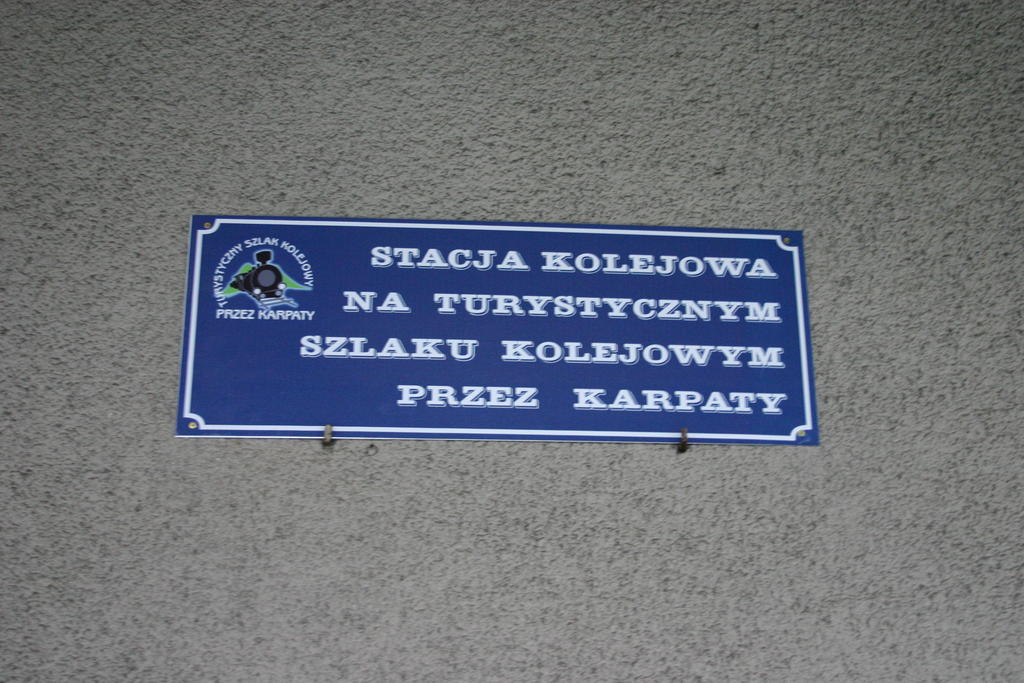 TURYSTYCZNY SZLAK KOLEJOWY
PRZEZ KARPATY
STACJA KOLEJOWA
NA TURYSTYCZNYM
SZLAKU KOLEJOWYM
PRZEZ KARPATY